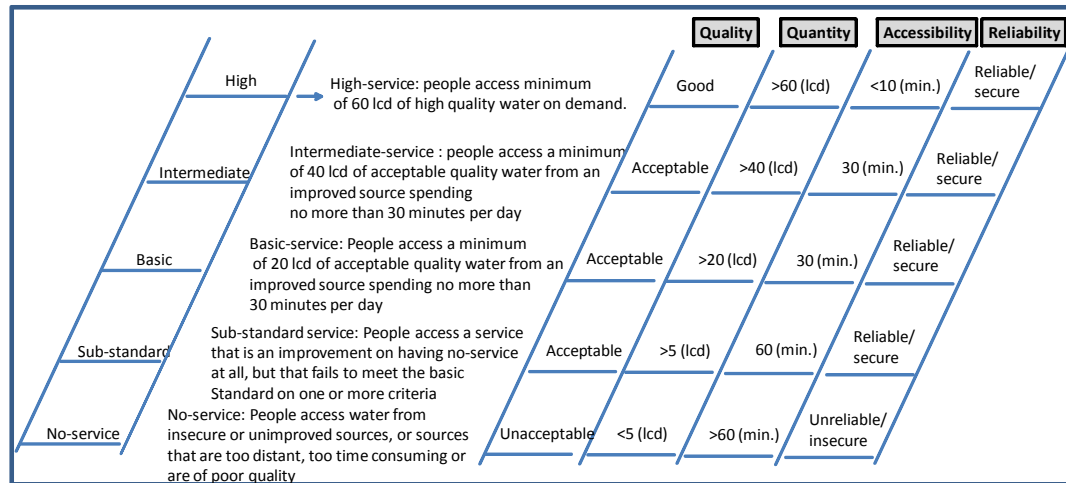 Quality Quantity Accessibility Reliability
High
High-service: people access minimum
of 60 lcd of high quality water on demand.
Good >60 (lcd) <10 (min.) Reliable/
secure
Intermediate
Intermediate-service : people access a minimum
of 40 lcd of acceptable quality water from an
improved source spending
no more than 30 minutes per day
Acceptable >40 (lcd) 30 (min.) Reliable/
secure
Basic
Basic-service: People access a minimum
of 20 lcd of acceptable quality water from an
improved source spending no more than
30 minutes per day
Acceptable >20 (lcd) 30 (min.) Reliable/
secure
Sub-standard
Sub-standard service: People access a service
that is an improvement on having no-service
at all, but that fails to meet the basic
Standard on one or more criteria
Acceptable >5 (lcd) 60 (min.) Reliable/
secure
No-service
No-service: People access water from
insecure or unimproved sources, or sources
that are too distant, too time consuming or
are of poor quality
Unacceptable <5 (lcd) >60 (min.) Unreliable/
insecure